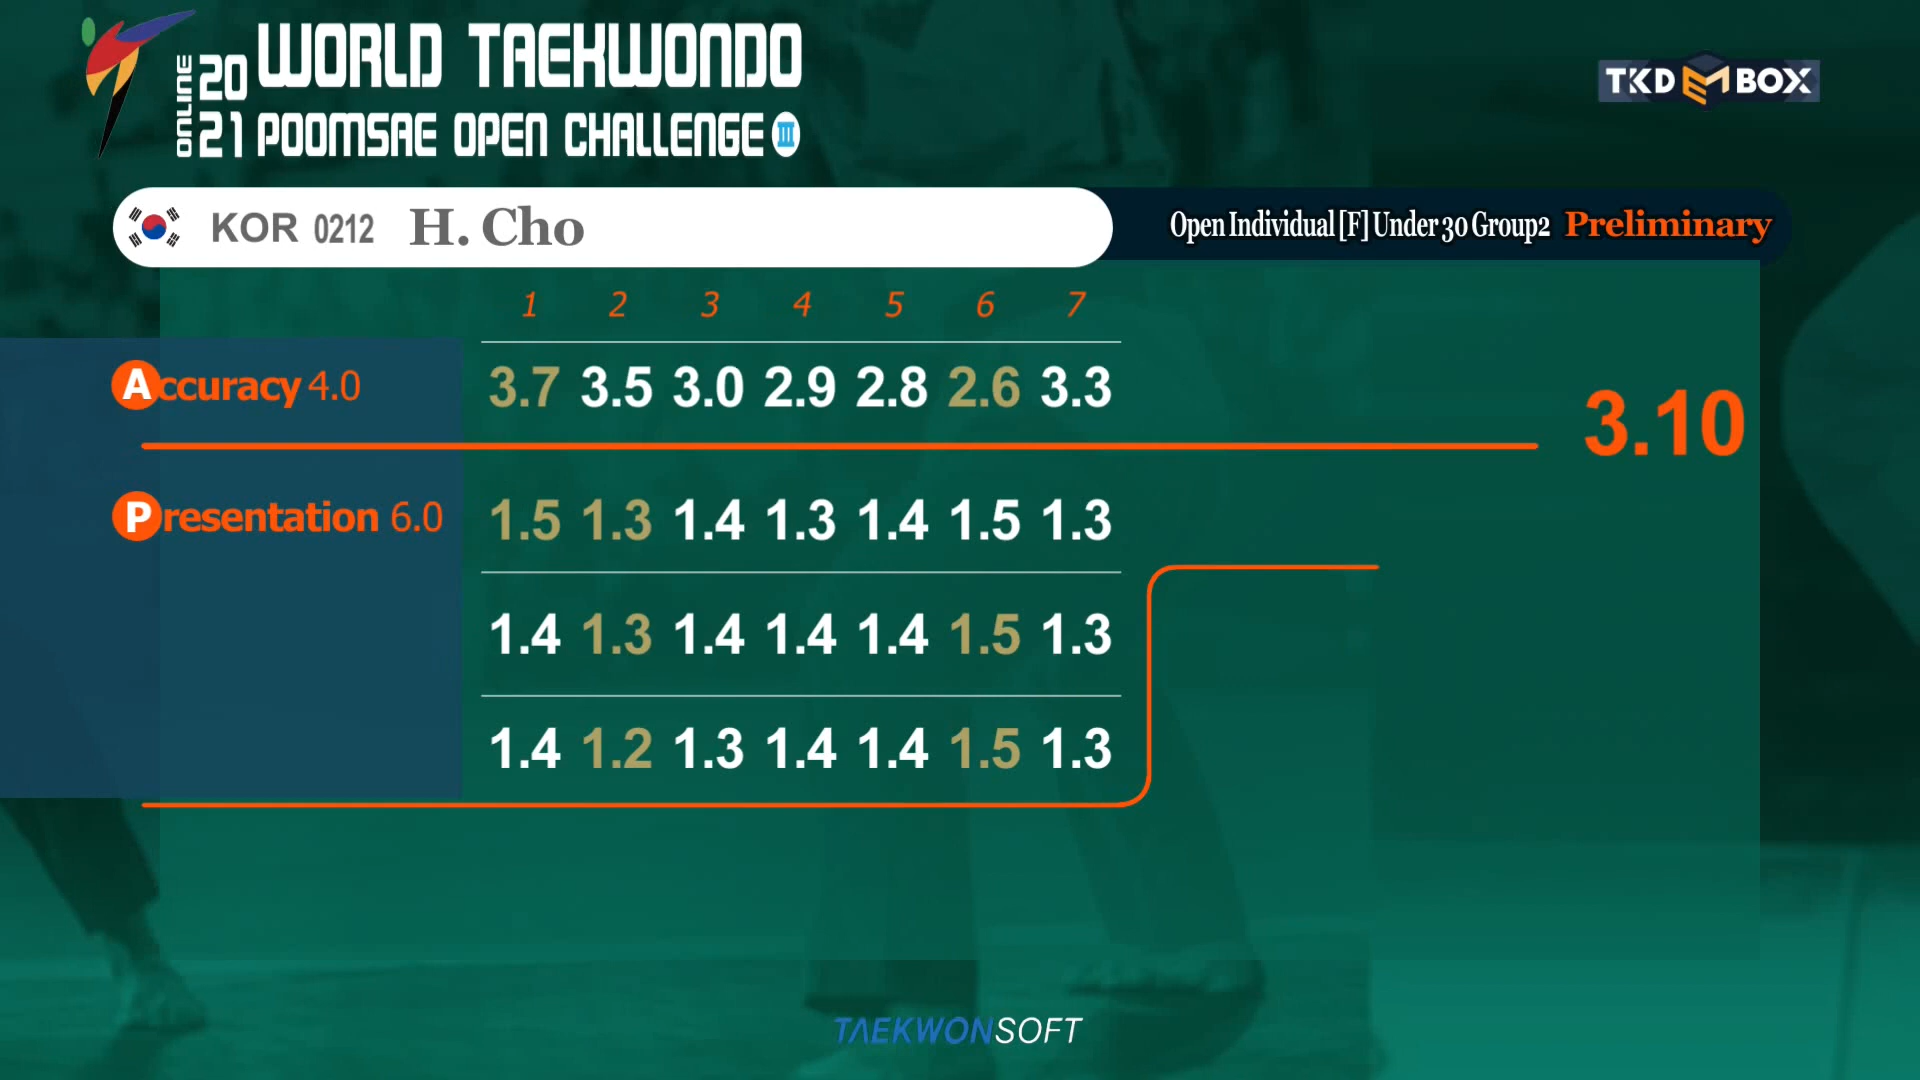 ONLINE
2021
WORLD TAEKWONDO
POOMSAE OPEN CHALLENGE III
TKD BOX
KOR 0212 H. Cho
Open Individual [F] Under 30 Group2 Preliminary
1 2 3 4 5 6 7
Accuracy 4.0 3.7 3.5 3.0 2.9 2.8 2.6 3.3
3.10
Presentation 6.0 1.5 1.3 1.4 1.3 1.4 1.5 1.3
1.4 1.3 1.4 1.4 1.4 1.5 1.3
1.4 1.2 1.3 1.4 1.4 1.5 1.3
TAEKWONSOFT